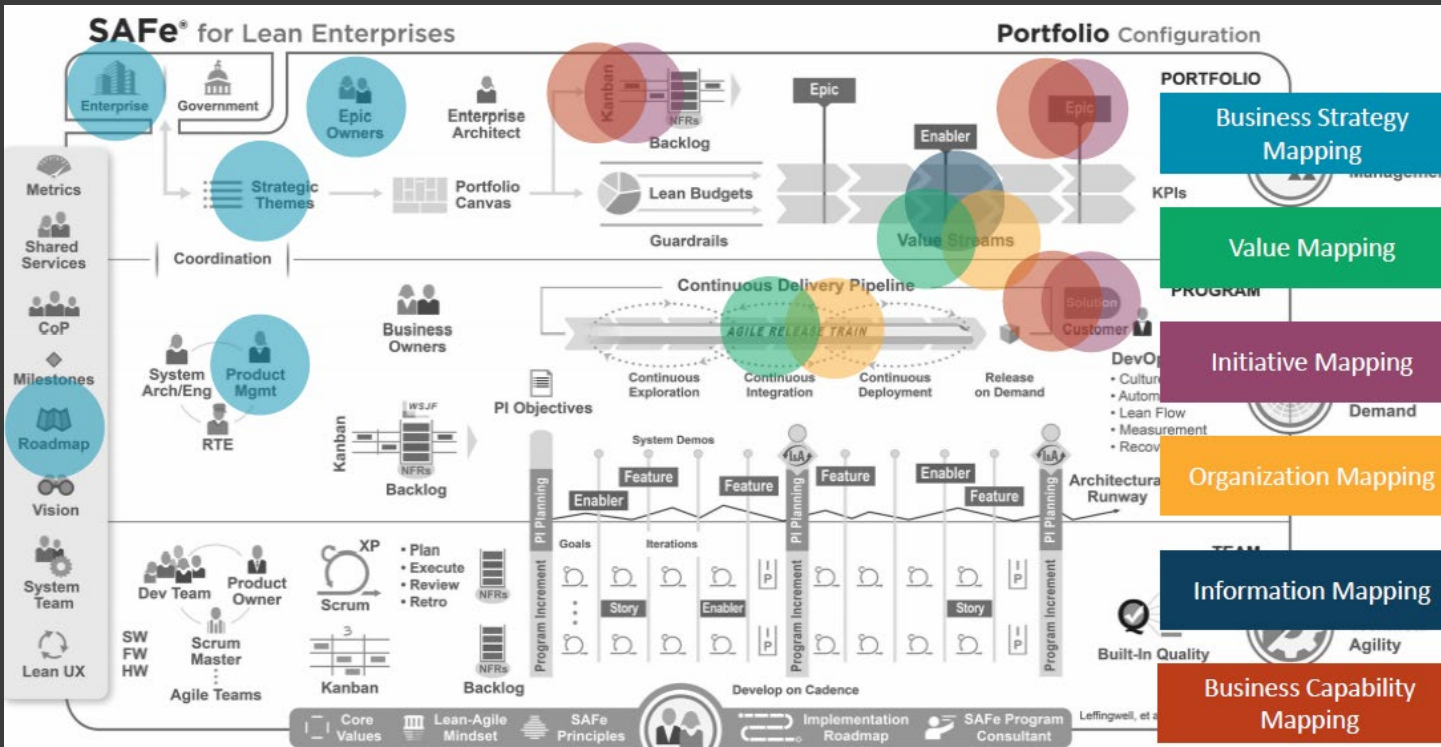 SAFe® for Lean Enterprises
Portfolio Configuration
Enterprise
Government
Epic
Owners
Enterprise
Architect
Kanban
NFRs
Backlog
Epic
Enabler
Epic
PORTFOLIO
Strategic
Themes
Portfolio
Canvas
Lean Budgets
Guardrails
Value Streams
KPIs
Coordination
Metrics
Shared
Services
CoP
Milestones
Roadmap
Vision
System
Team
Lean UX
Business
Owners
System
Arch/Eng
Product
Mgmt
RTE
Continuous Delivery Pipeline
AGILE RELEASE TRAIN
Continuous
Exploration
Continuous
Integration
Continuous
Deployment
Release
on Demand
Solution
Customer
PROGRAM
• Lean Flow
• Measurement
Demand
PI Objectives
Kanban
WSJF
NFRs
Backlog
System Demos
Enabler
Feature
Feature
Feature
Enabler
Feature
I&A
I&A
PI Planning
PI Planning
PI Planning
Architectural
Runway
Goals
Iterations
Program Increment
Program Increment
Program Increment
Story
Enabler
Story
I
P
I
P
I
P
I
P
Dev Team
Product
Owner
Scrum
Master
Agile Teams
SW
FW
HW
XP
Scrum
• Plan
• Execute
• Review
• Retro
3
Kanban
NFRs
NFRs
Backlog
Q
Built-In Quality
Agility
Develop on Cadence
Core
Values
Lean-Agile
Mindset
SAFe
Principles
Implementation
Roadmap
SAFe Program
Consultant
Leffingwell, et a
Business Strategy
Mapping
Value Mapping
Initiative Mapping
Organization Mapping
Information Mapping
Business Capability
Mapping